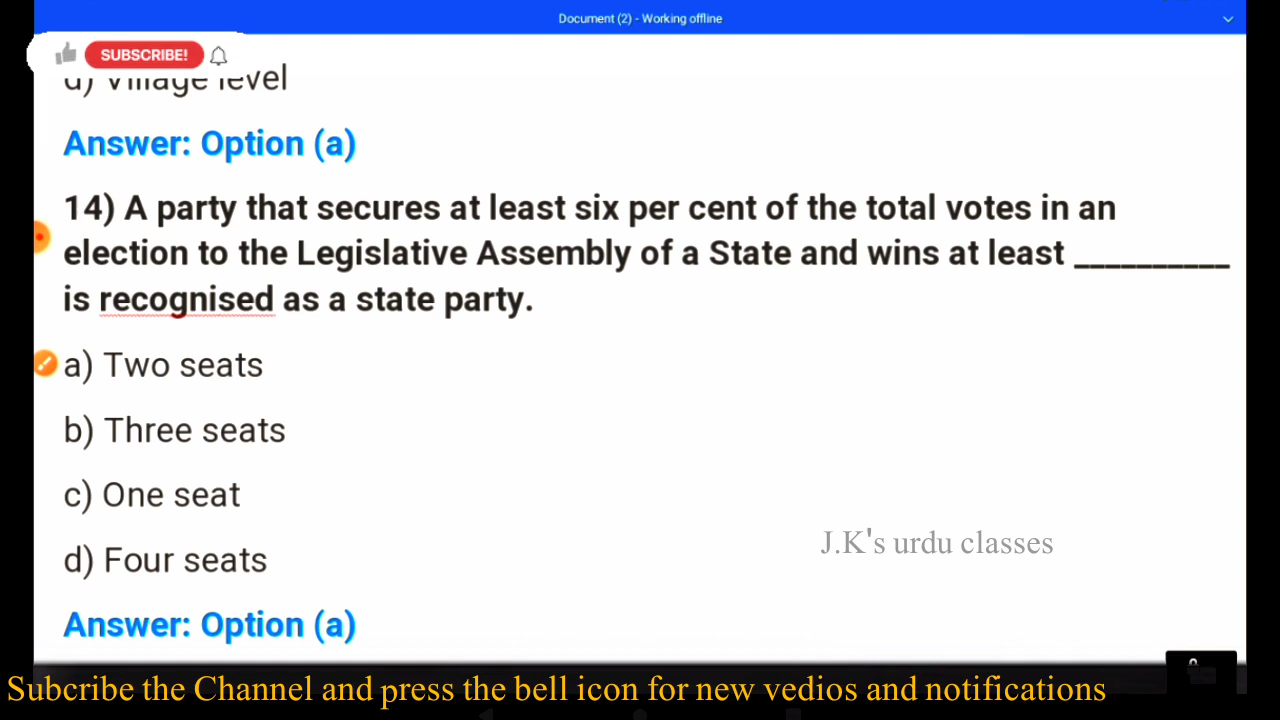 Document (2) - Working offline
SUBSCRIBE!
d) Village level
Answer: Option (a)
14) A party that secures at least six per cent of the total votes in an
election to the Legislative Assembly of a State and wins at least __________
is recognised as a state party.
a) Two seats
b) Three seats
c) One seat
d) Four seats
J.K's urdu classes
Answer: Option (a)
Subcribe the Channel and press the bell icon for new vedios and notifications